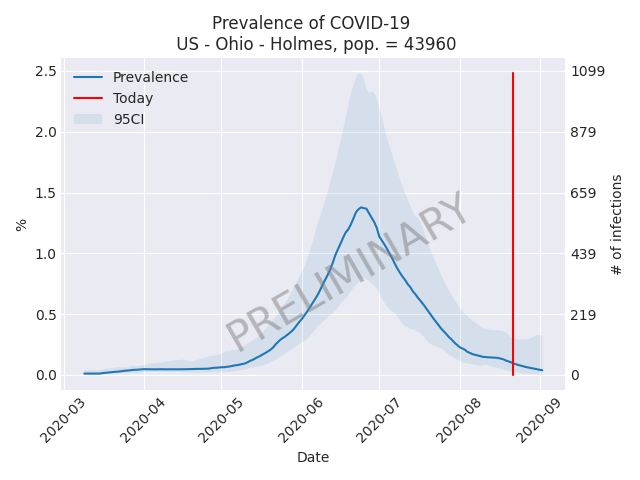 Prevalence of COVID-19
US - Ohio - Holmes, pop. = 43960
Prevalence
Today
95CI
2.5
2.0
1.5
1.0
0.5
0.0
%
1099
879
659
439
219
0
# of infections
PRELIMINARY
2020-03
2020-04
2020-05
2020-06
2020-07
2020-08
2020-09
Date